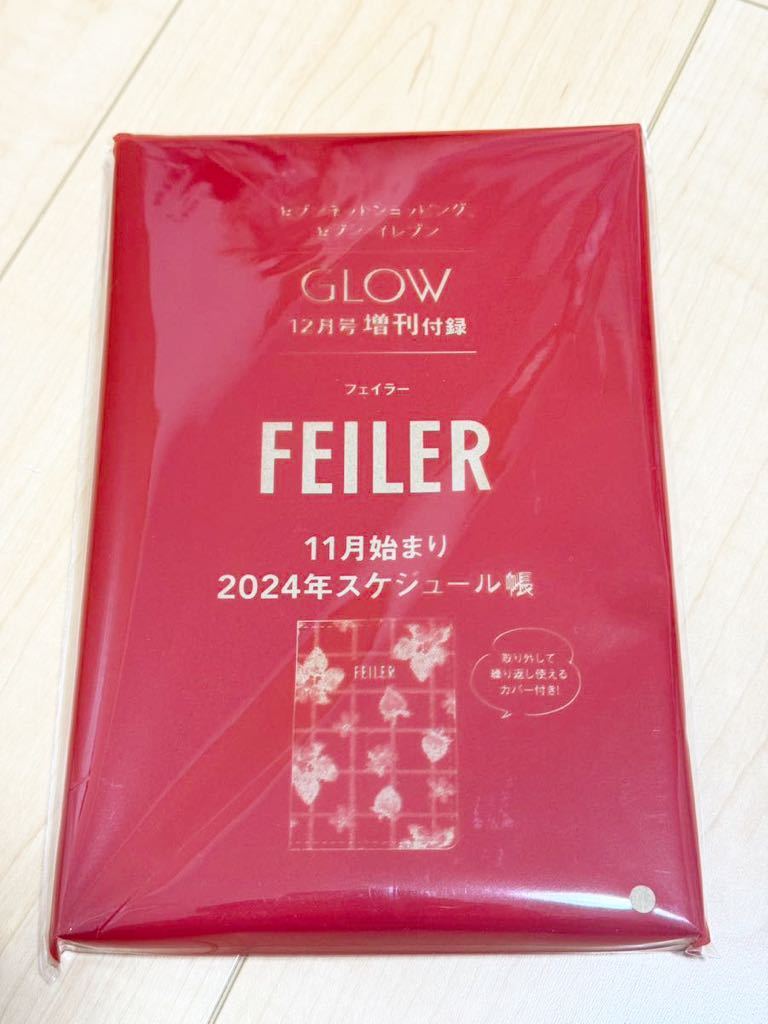 セブンネットショッピング、
セブン-イレブン
GLOW
12月号 増刊付録
フェイラー
FEILER
11月始まり
2024年スケジュール帳
FEILER
取り外して
繰り返し使える
カバー付き!